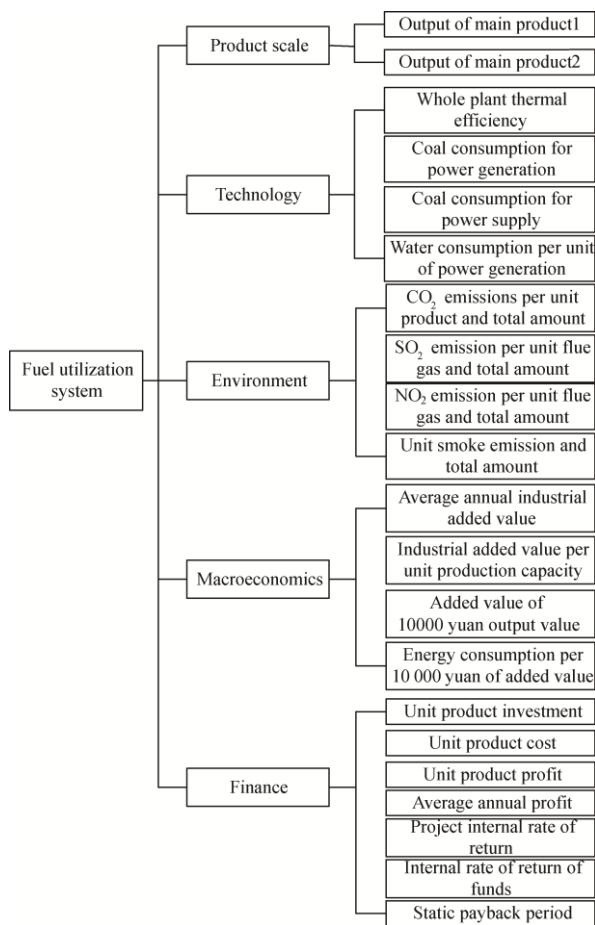 Fuel utilization
system
Product scale
Output of main product1
Output of main product2
Technology
Whole plant thermal
efficiency
Coal consumption for
power generation
Coal consumption for
power supply
Water consumption per unit
of power generation
Environment
CO₂ emissions per unit
product and total amount
SO₂ emission per unit flue
gas and total amount
NO₂ emission per unit flue
gas and total amount
Unit smoke emission and
total amount
Macroeconomics
Average annual industrial
added value
Industrial added value per
unit production capacity
Added value of
10000 yuan output value
Energy consumption per
10 000 yuan of added value
Finance
Unit product investment
Unit product cost
Unit product profit
Average annual profit
Project internal rate of
return
Internal rate of return of
funds
Static payback period